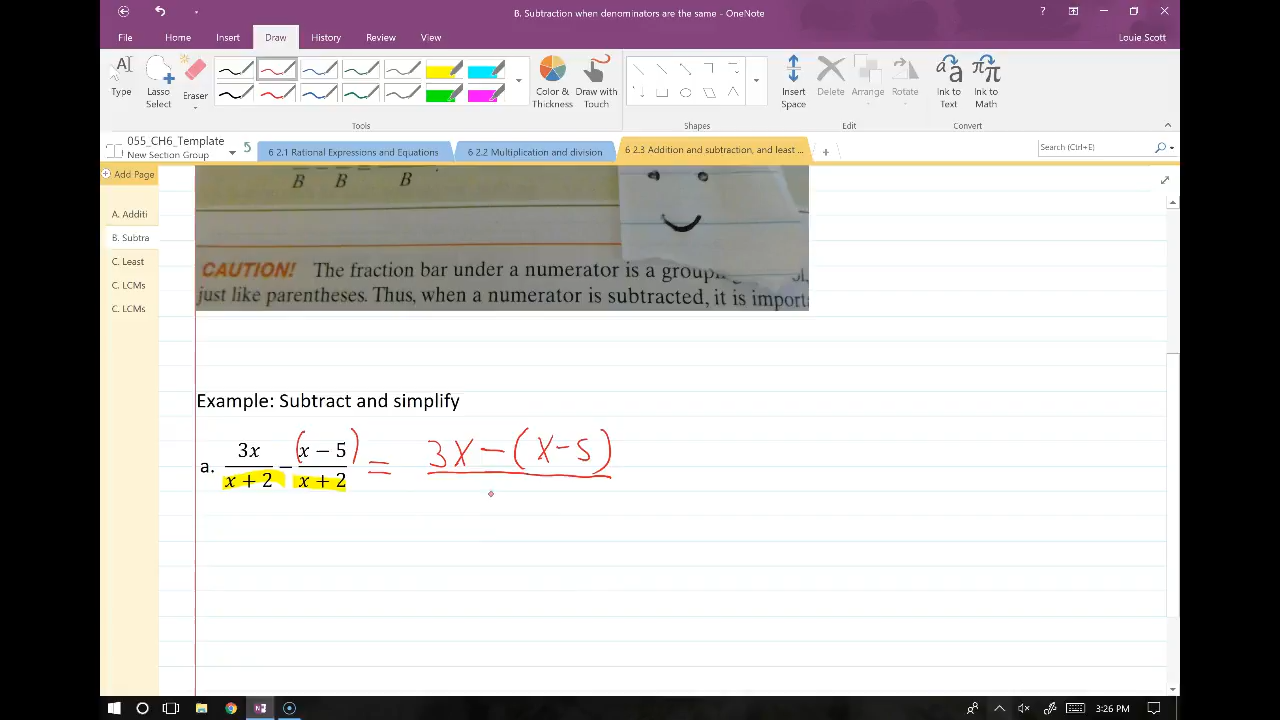 B. Subtraction when denominators are the same - OneNote
Louie Scott
File Home Insert Draw History Review View
Type Lasso Select Eraser Color & Thickness Draw with Touch Insert Space Delete Arrange Rotate Ink to Text Ink to Math
Tools Shapes Edit Convert
055_CH6_Template
New Section Group
6 2.1 Rational Expressions and Equations
6 2.2 Multiplication and division
6 2.3 Addition and subtraction, and least ...
Search (Ctrl+E)
Add Page
A. Additi
B. Subtra
C. Least
C. LCMs
C. LCMs
B B = B
CAUTION! The fraction bar under a numerator is a
just like parentheses. Thus, when a numerator is subtracted, it is
Example: Subtract and simplify
a. 3x/x + 2 − (x − 5)/x + 2 = 3X − (X − 5)
3:26 PM